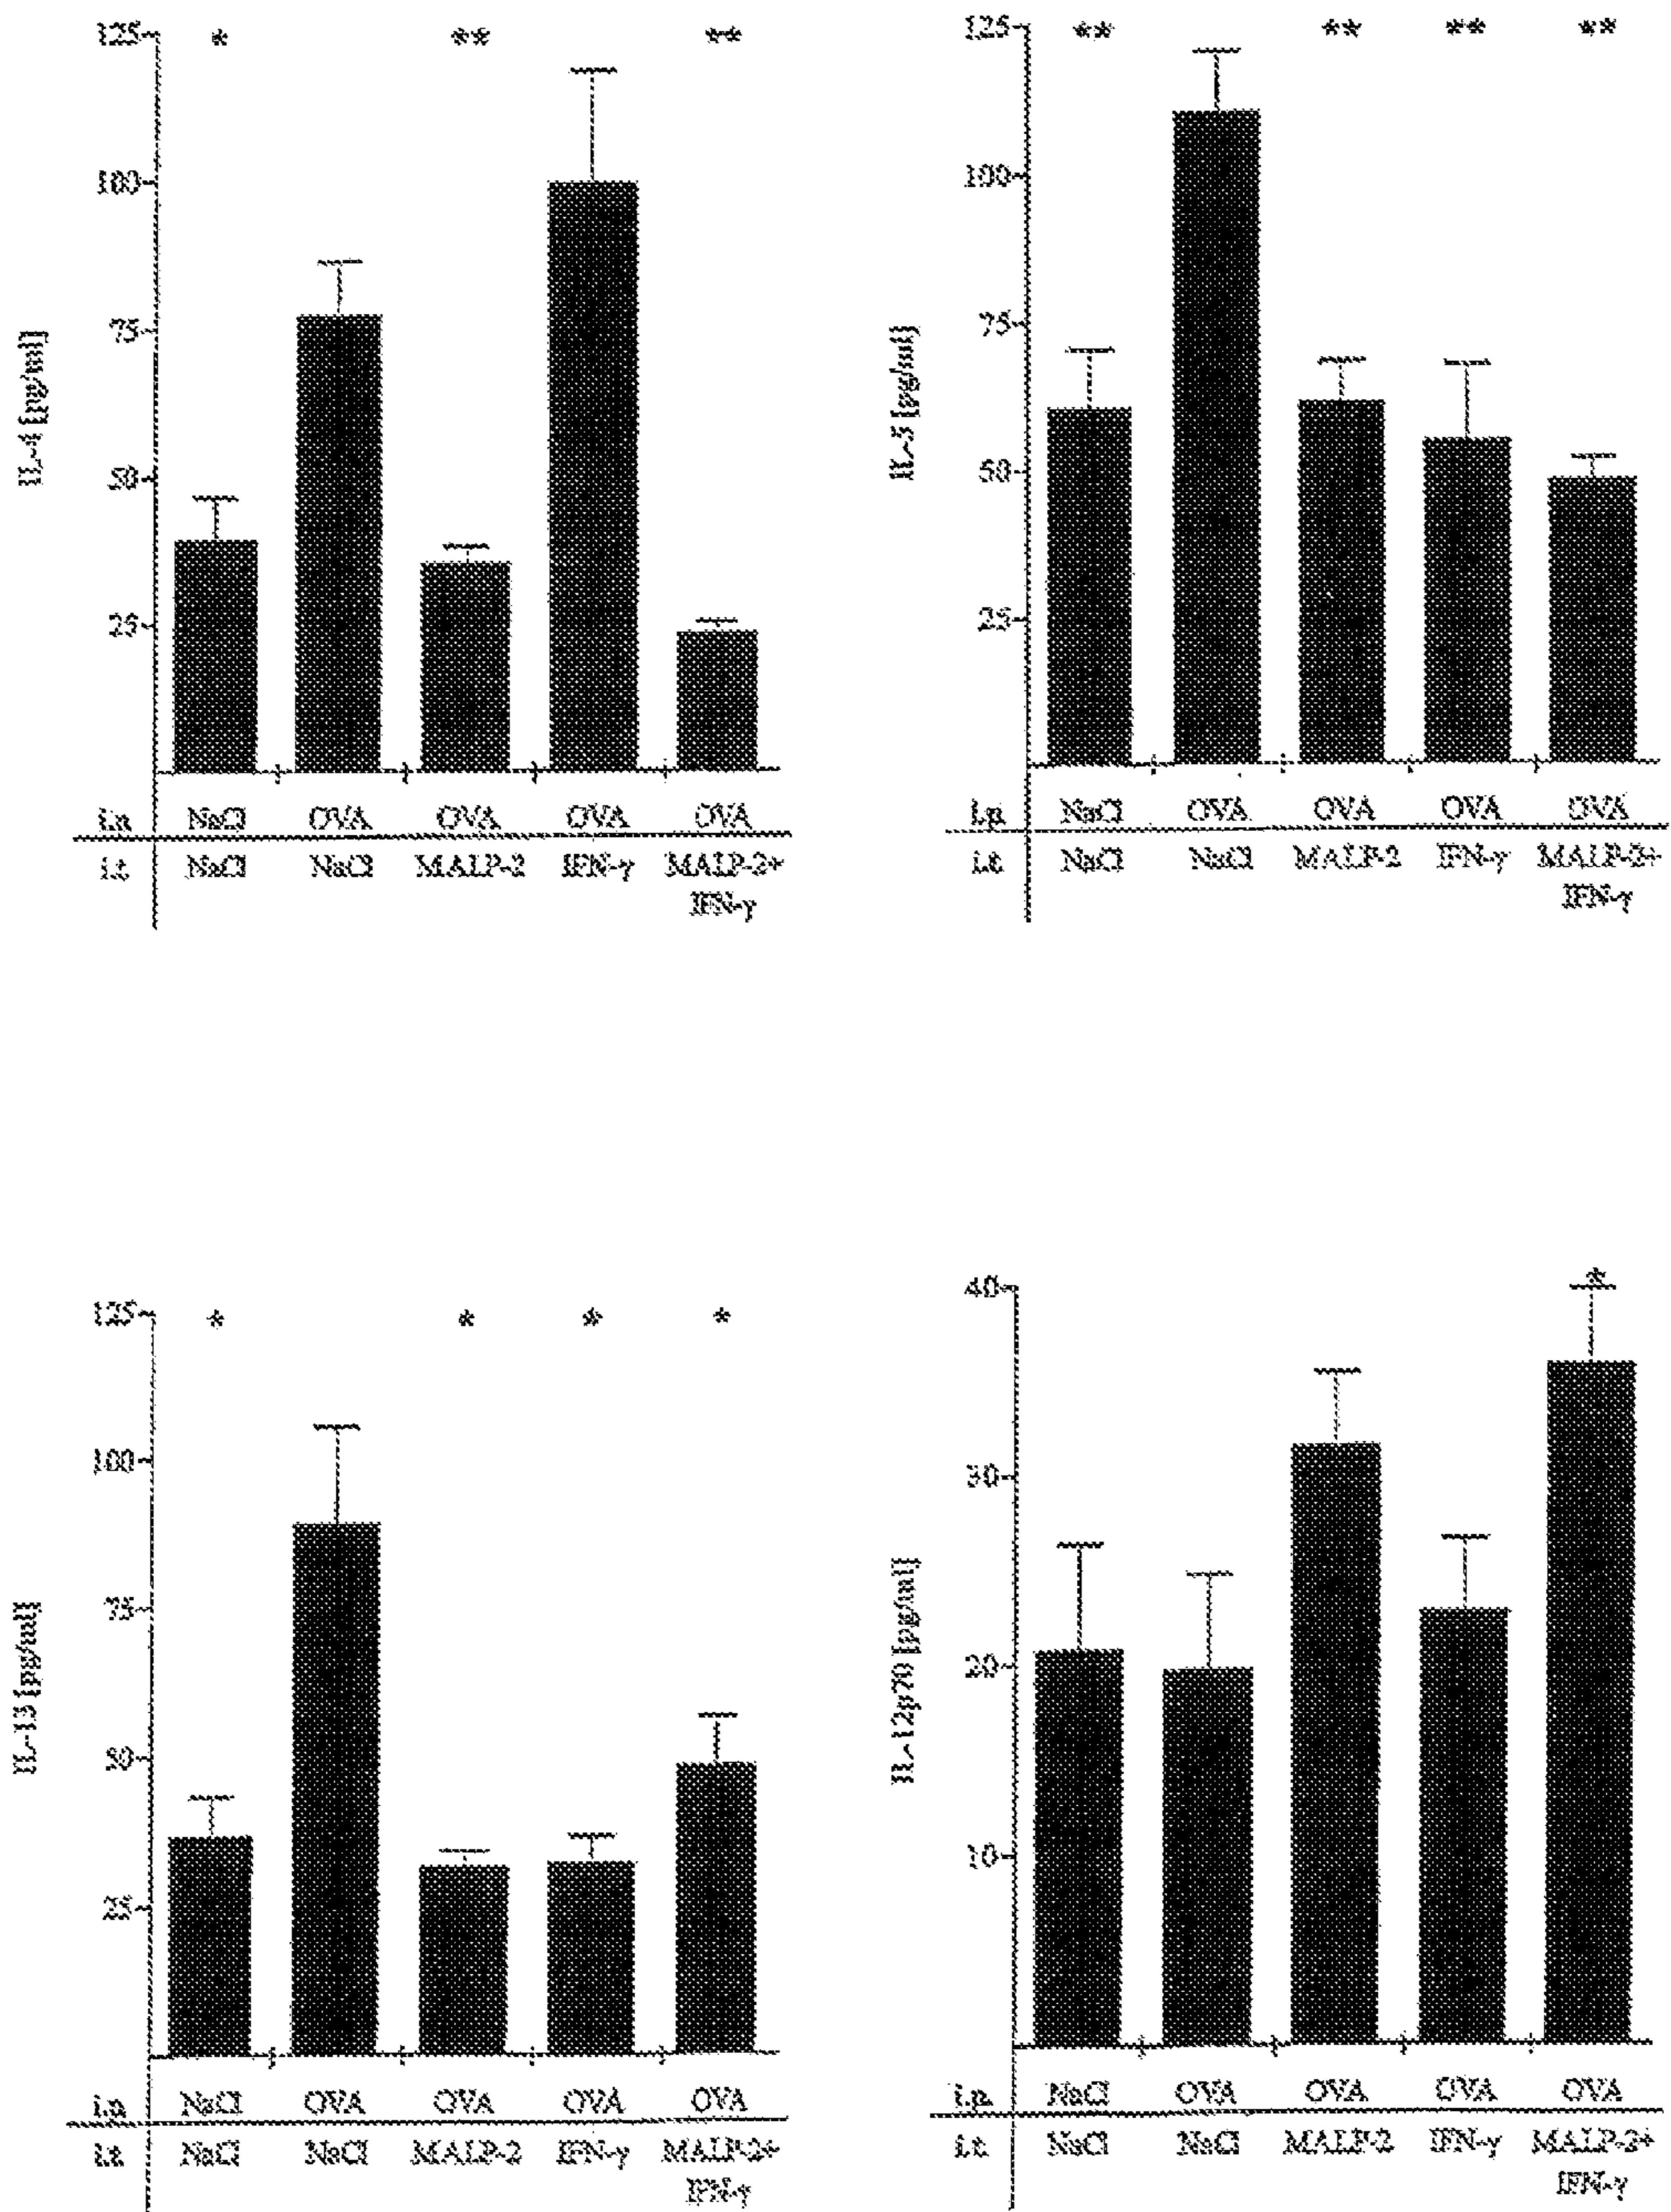 125 * ** **
100
75
50
25
IL-4 [pg/ml]
i.n NaCl OVA OVA OVA OVA
i.t NaCl NaCl MALP-2 IFN-γ MALP-2+
IFN-γ
125 ** ** ** **
100
75
50
25
IL-5 [pg/ml]
i.n NaCl OVA OVA OVA OVA
i.t NaCl NaCl MALP-2 IFN-γ MALP-2+
IFN-γ
125 * * * *
100
75
50
25
IL-13 [pg/ml]
i.n NaCl OVA OVA OVA OVA
i.t NaCl NaCl MALP-2 IFN-γ MALP-2+
IFN-γ
40 *
30
20
10
IL-12p70 [pg/ml]
i.n NaCl OVA OVA OVA OVA
i.t NaCl NaCl MALP-2 IFN-γ MALP-2+
IFN-γ